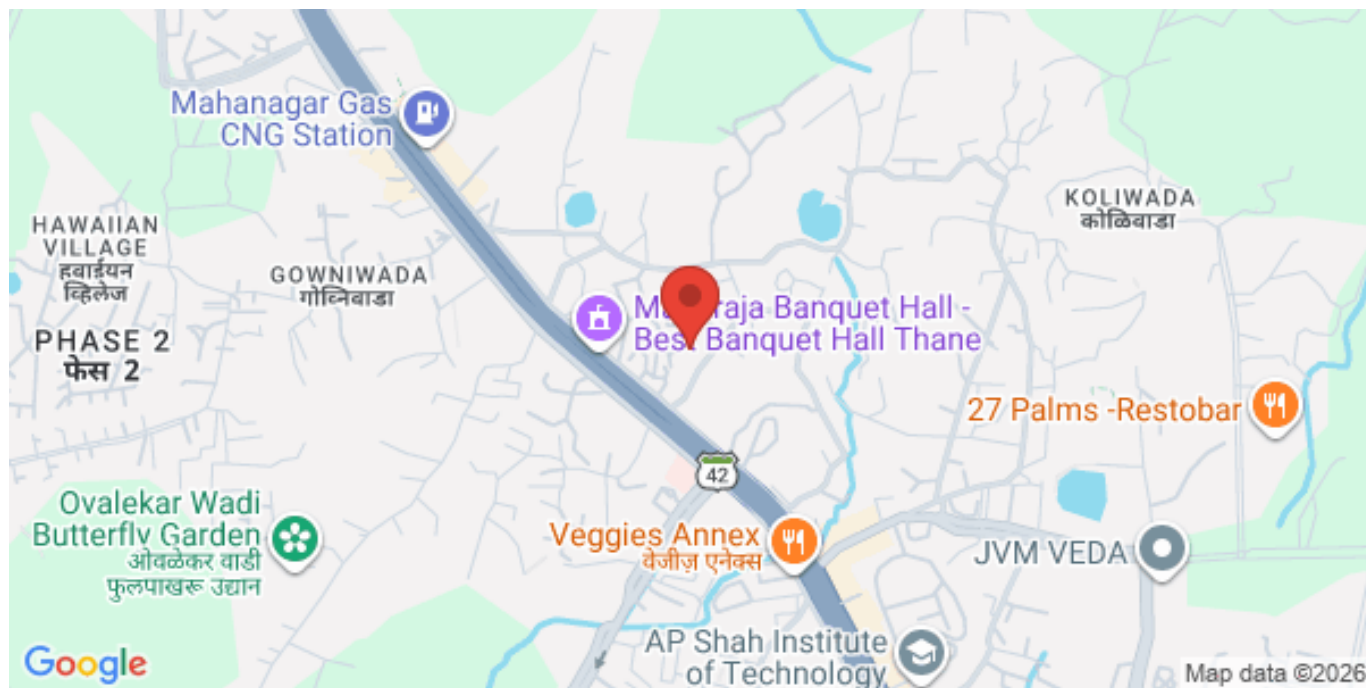 Mahanagar Gas
CNG Station
HAWAIIAN
VILLAGE
हवाईयन
व्हिलेज
GOWNIWADA
गोव्निवाडा
KOLIWADA
कोळिवाडा
PHASE 2
फेस 2
Banquet Hall -
Best Banquet Hall Thane
27 Palms -Restobar
42
Ovalekar Wadi
Butterfly Garden
ओवळेकर वाडी
फुलपाखरू उद्यान
Veggies Annex
वेजीज़ एनेक्स
JVM VEDA
AP Shah Institute
of Technology
Google
Map data ©2026